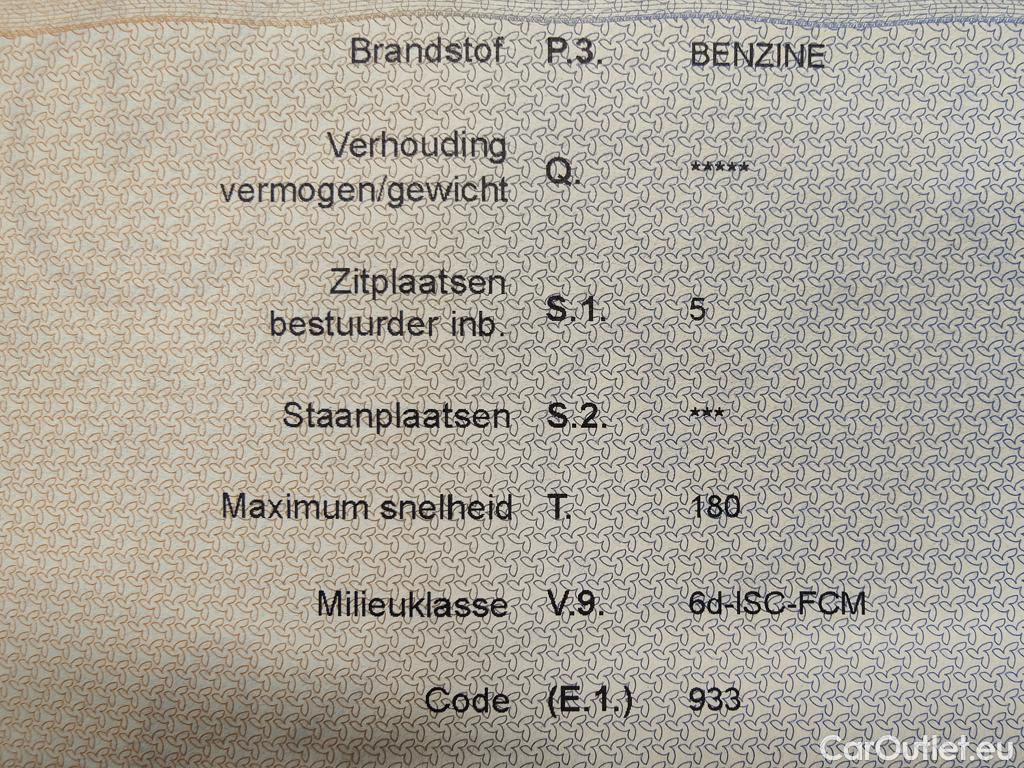 Brandstof P.3. BENZINE
Verhouding
vermogen/gewicht Q. *****
Zitplaatsen
bestuurder inb. S.1. 5
Staanplaatsen S.2. ***
Maximum snelheid T. 180
Milieuklasse V.9. 6d-ISC-FCM
Code (E.1.) 933
CarOutlet.eu